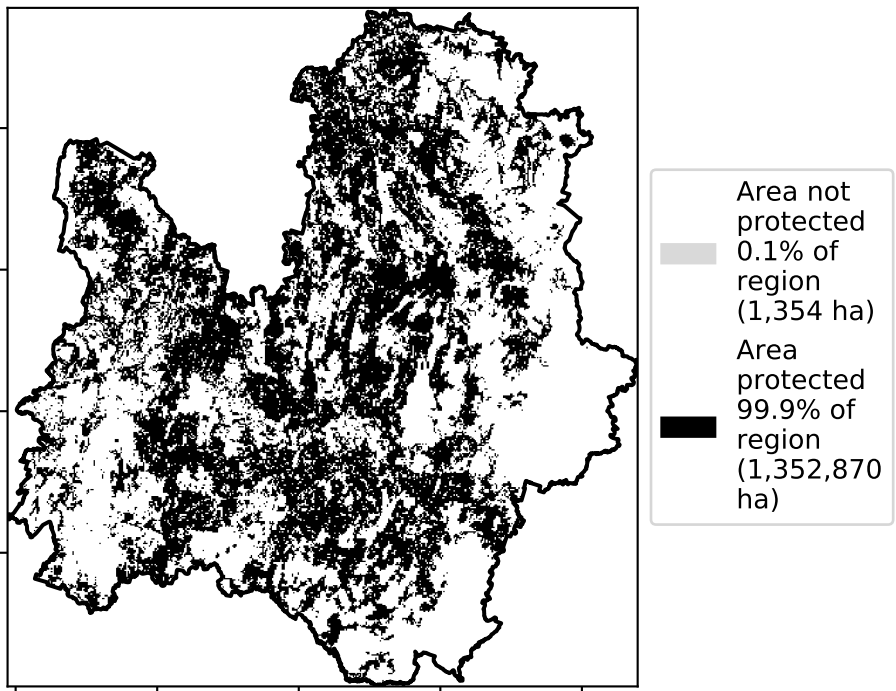 Area not
protected
0.1% of
region
(1,354 ha)
Area
protected
99.9% of
region
(1,352,870
ha)